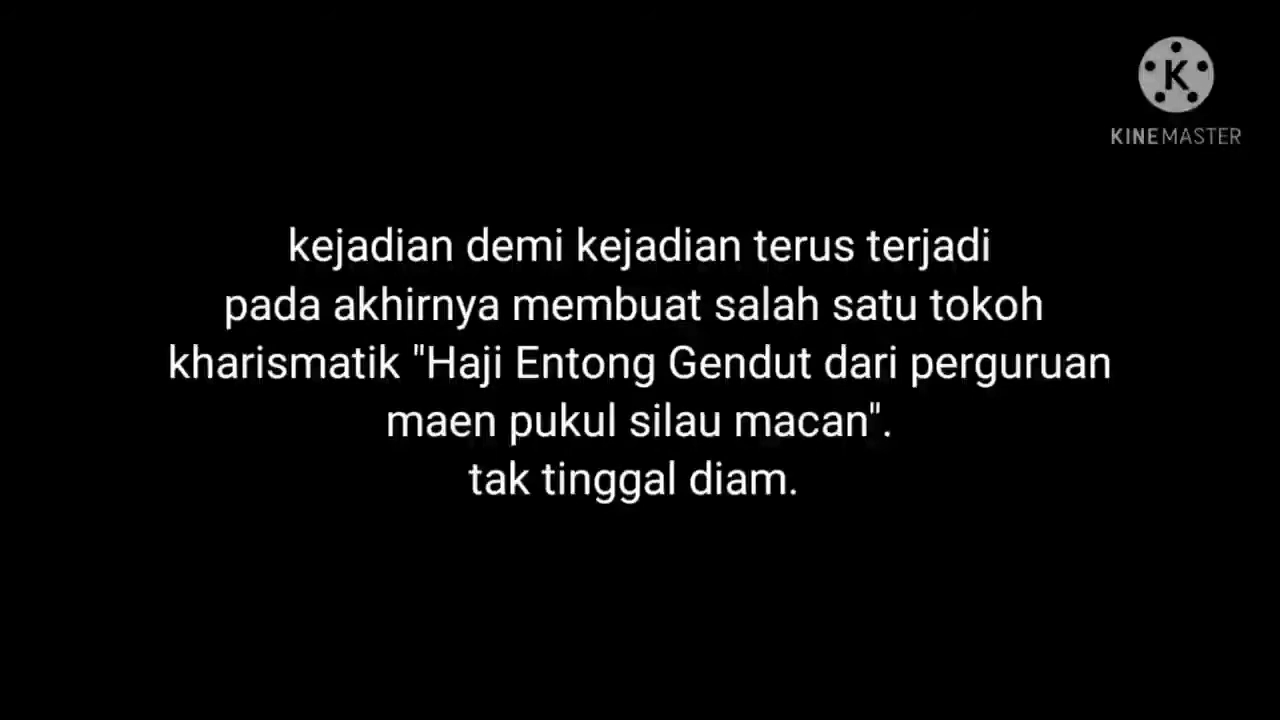 K
KINEMASTER
kejadian demi kejadian terus terjadi
pada akhirnya membuat salah satu tokoh
kharismatik "Haji Entong Gendut dari perguruan
maen pukul silau macan".
tak tinggal diam.